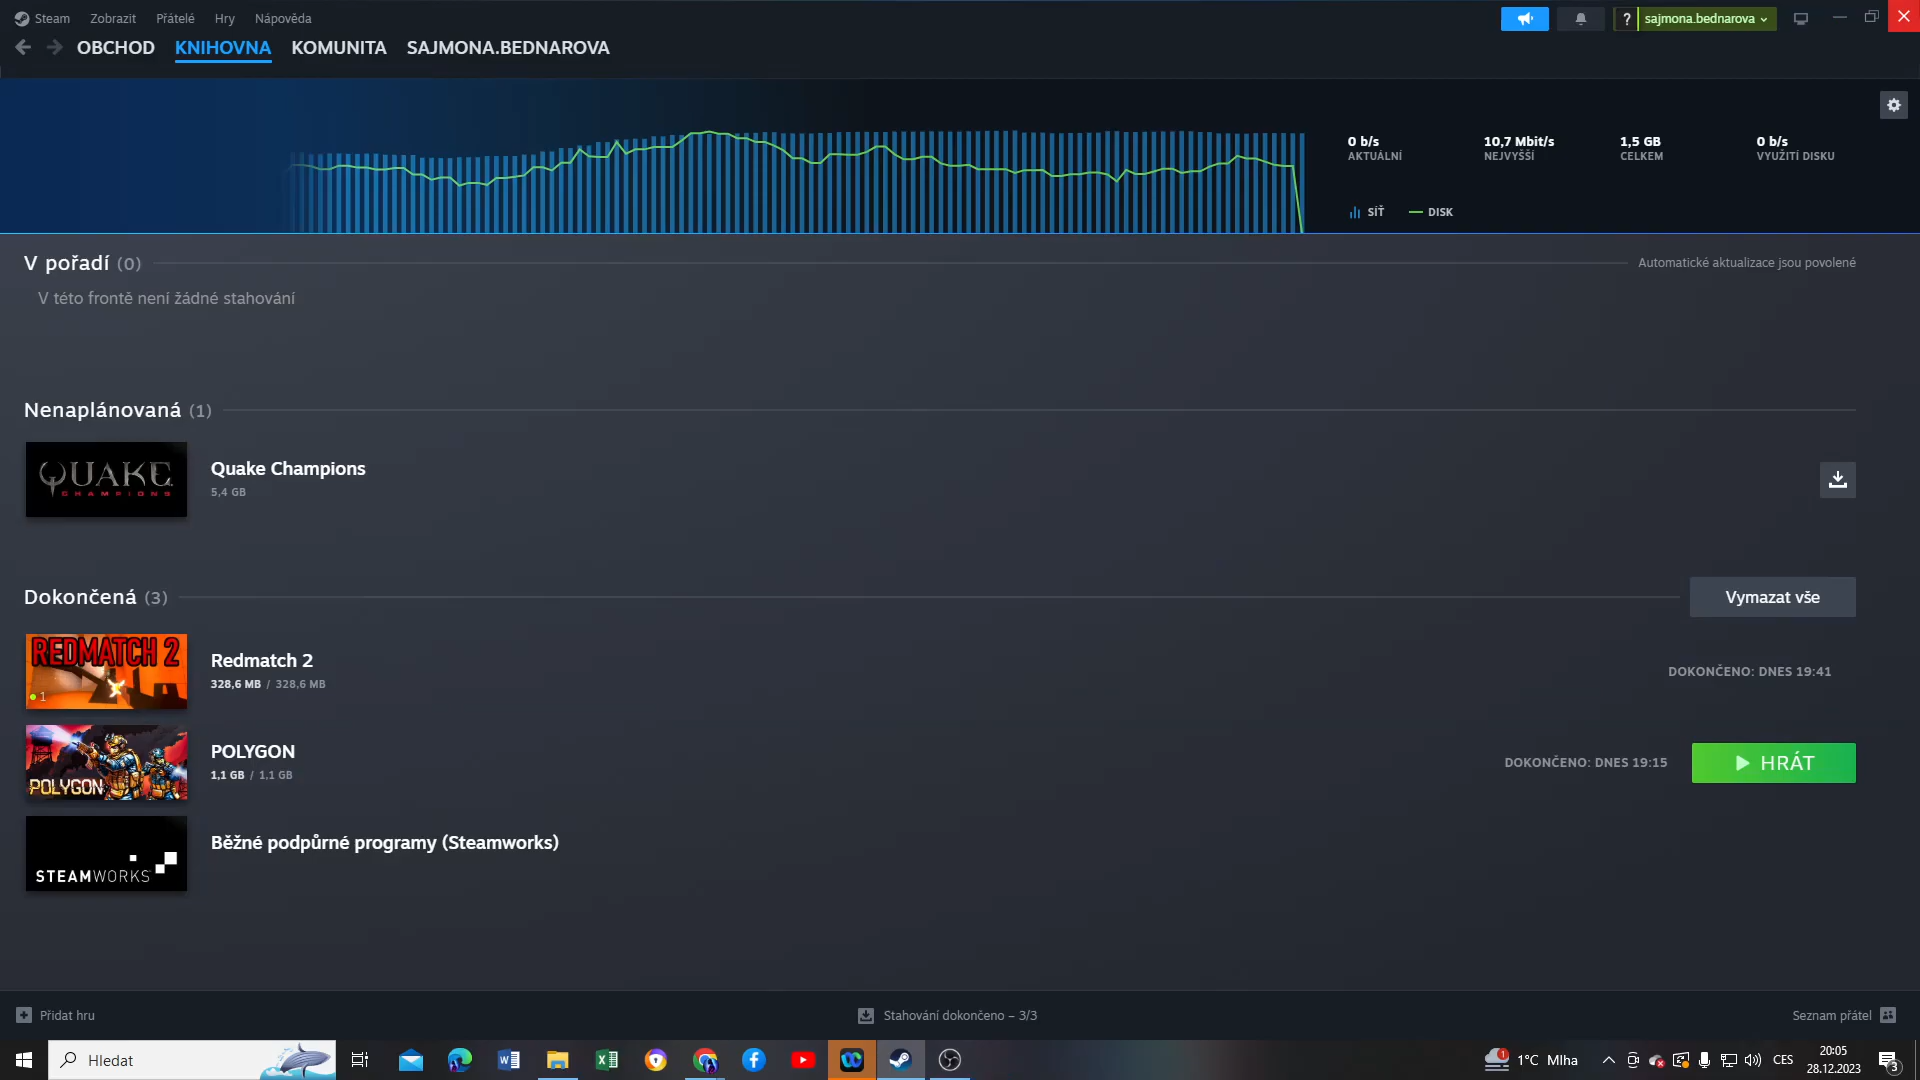 Steam Zobrazit Přátelé Hry Nápověda
? sajmona.bednarova
OBCHOD KNIHOVNA KOMUNITA SAJMONA.BEDNAROVA
0 b/s 10,7 Mbit/s 1,5 GB 0 b/s
AKTUÁLNÍ NEJVYŠŠÍ CELKEM VYUŽITÍ DISKU
SÍŤ DISK
V pořadí (0) Automatické aktualizace jsou povolené
V této frontě není žádné stahování
Nenaplánovaná (1)
QUAKE
CHAMPIONS
Quake Champions
5,4 GB
Dokončená (3) Vymazat vše
REDMATCH 2
1
Redmatch 2
328,6 MB / 328,6 MB
DOKONČENO: DNES 19:41
POLYGON
POLYGON
1,1 GB / 1,1 GB
DOKONČENO: DNES 19:15 HRÁT
STEAMWORKS
Běžné podpůrné programy (Steamworks)
Přidat hru Stahování dokončeno – 3/3 Seznam přátel
Hledat
1 1°C Mlha CES 20:05
28.12.2023 3